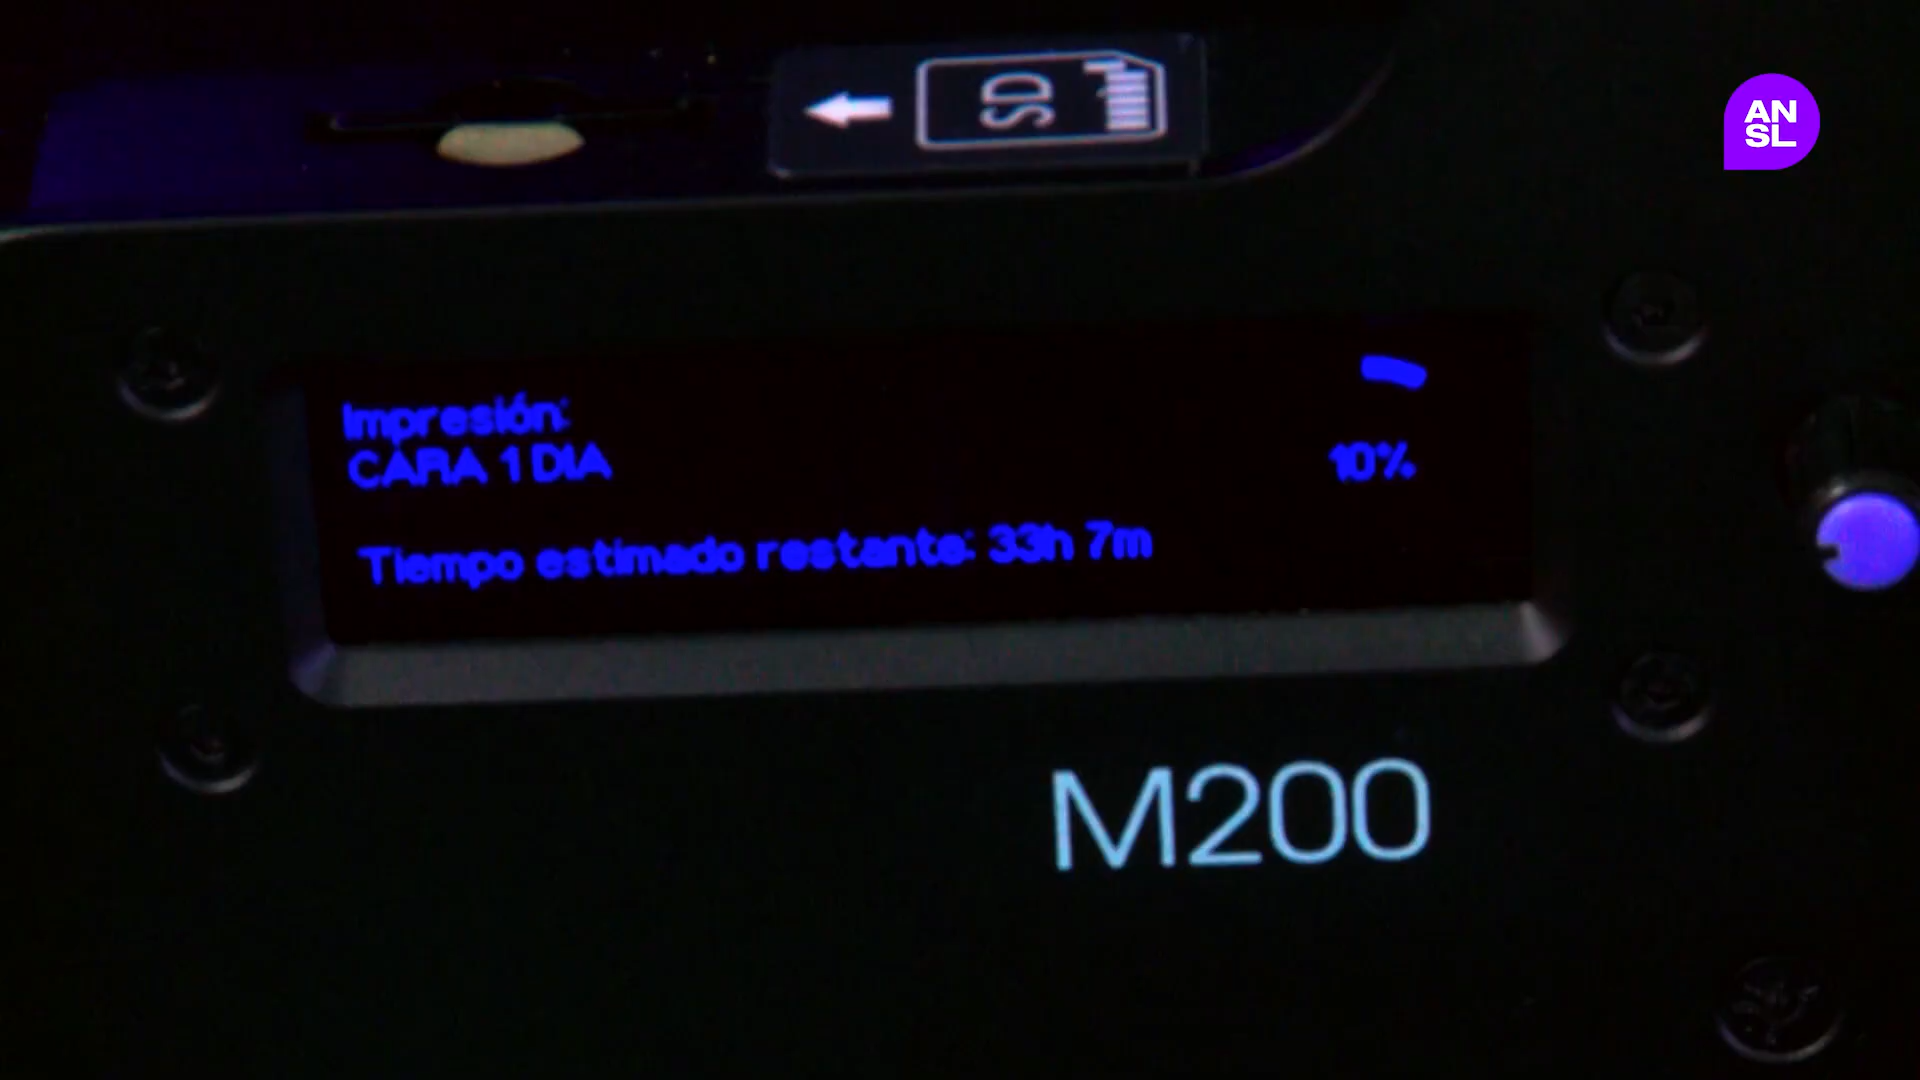 SD
AN
SL
Impresión:
CARA 1 DIA
10%
Tiempo estimado restante: 33h 7m
M200